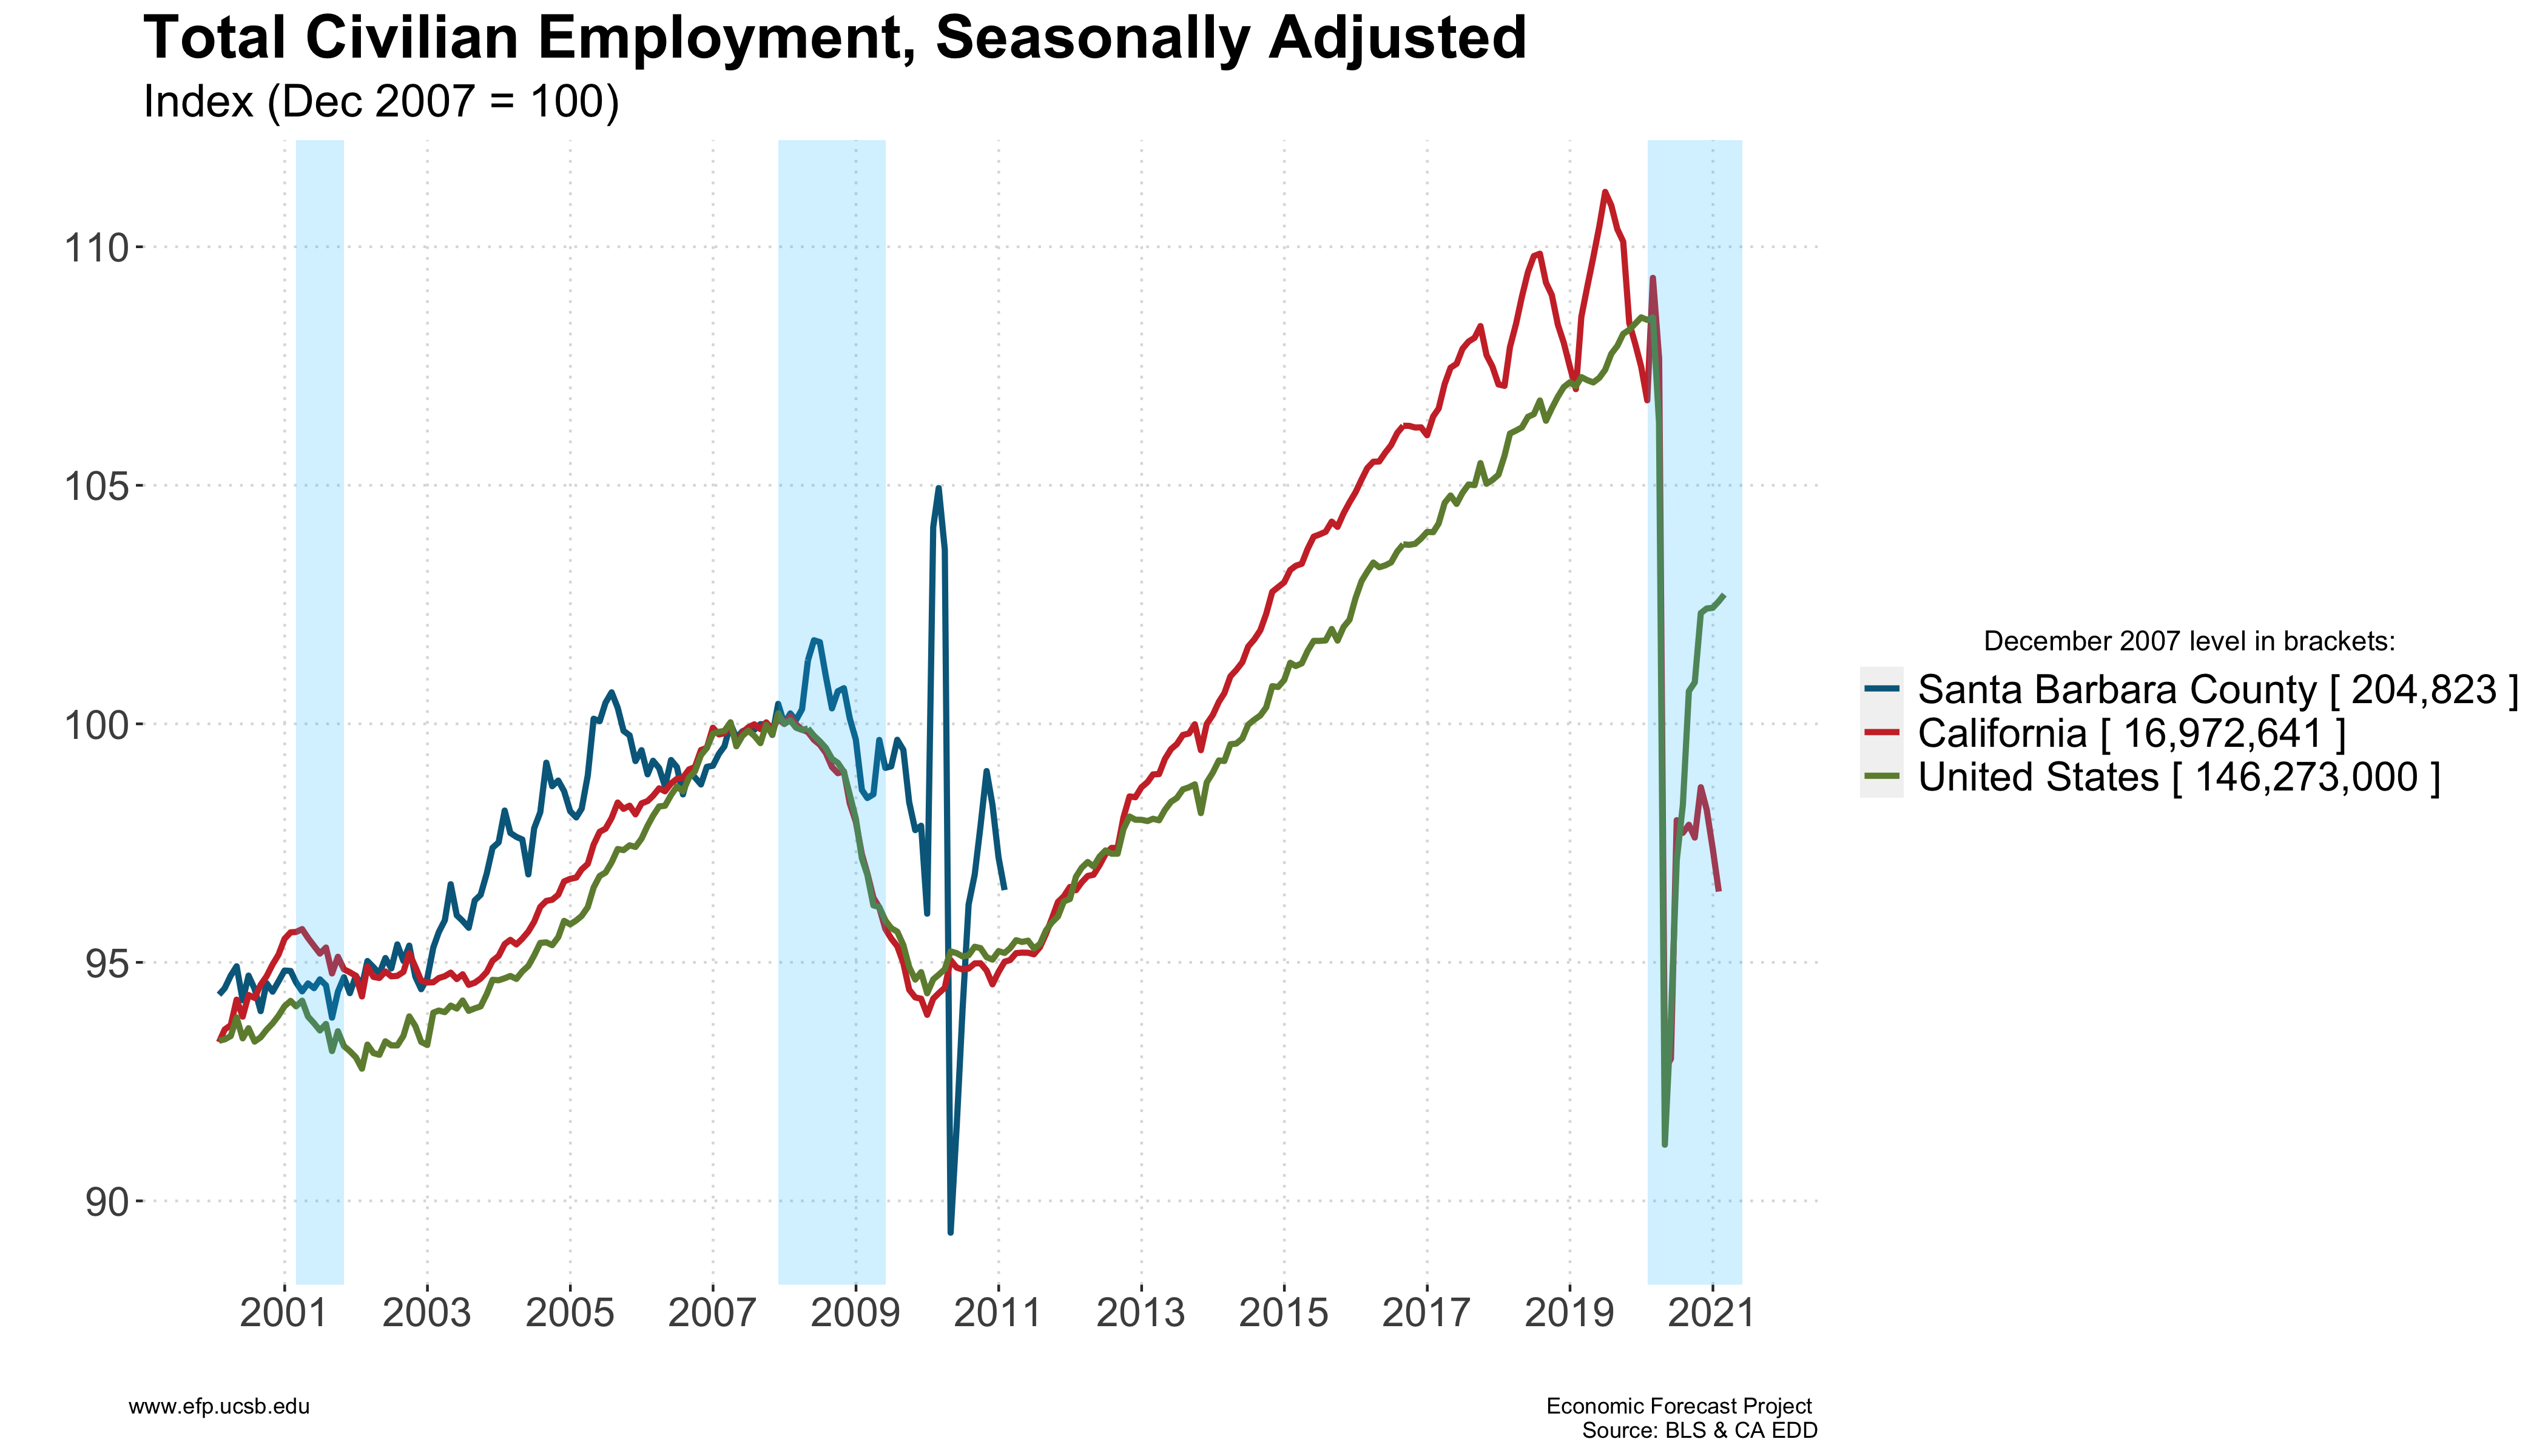 Total Civilian Employment, Seasonally Adjusted
Index (Dec 2007 = 100)
110
105
100
95
90
2001 2003 2005 2007 2009 2011 2013 2015 2017 2019 2021
December 2007 level in brackets:
Santa Barbara County [ 204,823 ]
California [ 16,972,641 ]
United States [ 146,273,000 ]
www.efp.ucsb.edu
Economic Forecast Project
Source: BLS & CA EDD